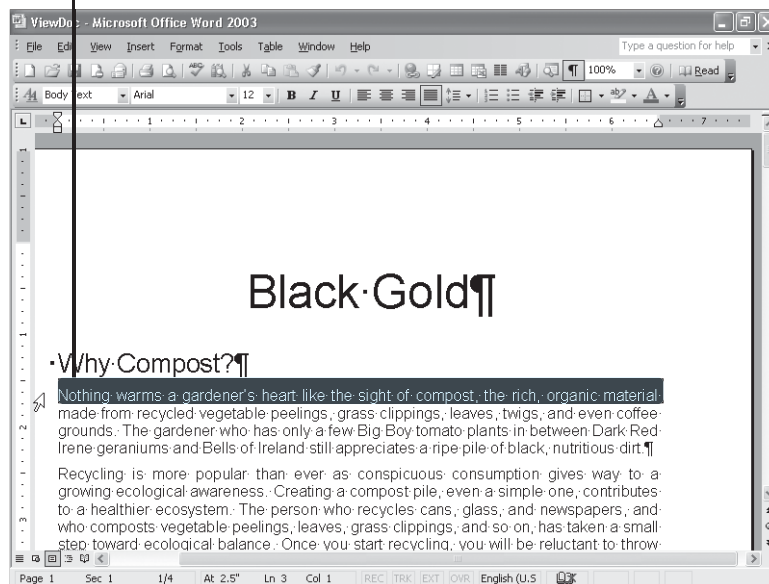 ViewDoc - Microsoft Office Word 2003
File Edit View Insert Format Tools Table Window Help Type a question for help
100% Read
Body Text Arial 12 B I U
1 2 3 4 5 6 7
Black·Gold¶
Why·Compost?¶
Nothing·warms·a·gardener's·heart·like·the·sight·of·compost,·the·rich,·organic·material·
made·from·recycled·vegetable·peelings,·grass·clippings,·leaves,·twigs,·and·even·coffee·
grounds.·The·gardener·who·has·only·a·few·Big·Boy·tomato·plants·in·between·Dark·Red·
Irene·geraniums·and·Bells·of·Ireland·still·appreciates·a·ripe·pile·of·black,·nutritious·dirt.¶
Recycling·is·more·popular·than·ever·as·conspicuous·consumption·gives·way·to·a·
growing·ecological·awareness.·Creating·a·compost·pile,·even·a·simple·one,·contributes·
to·a·healthier·ecosystem.·The·person·who·recycles·cans,·glass,·and·newspapers,·and·
who·composts·vegetable·peelings,·leaves,·grass·clippings,·and·so·on,·has·taken·a·small·
step·toward·ecological·balance.·Once·you·start·recycling,·you·will·be·reluctant·to·throw·
Page 1 Sec 1 1/4 At 2.5" Ln 3 Col 1 REC TRK EXT OVR English (U.S